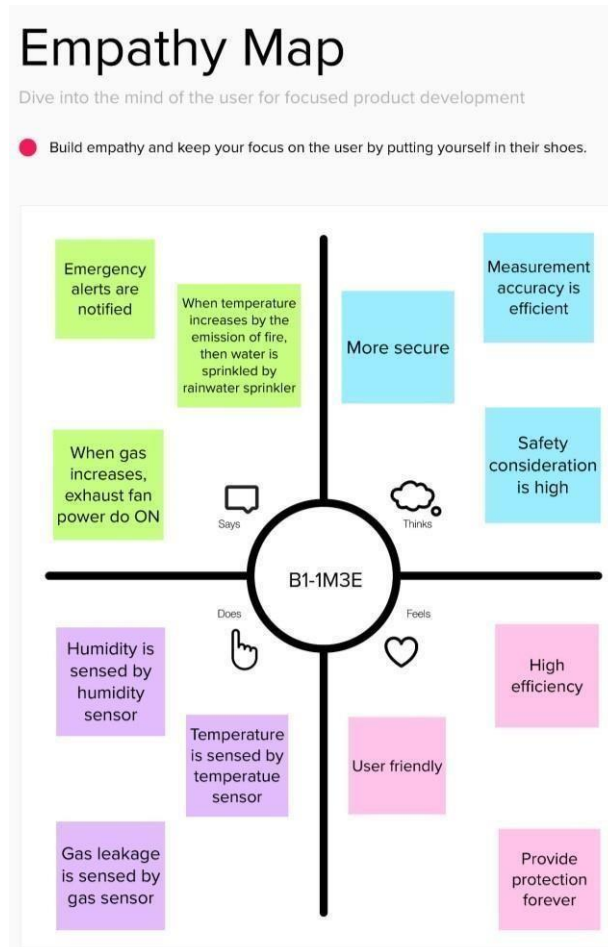 Empathy Map
Dive into the mind of the user for focused product development
Build empathy and keep your focus on the user by putting yourself in their shoes.
Emergency
alerts are
notified
When temperature
increases by the
emission of fire,
then water is
sprinkled by
rainwater sprinkler
When gas
increases,
exhaust fan
power do ON
Says
More secure
Measurement
accuracy is
efficient
Safety
consideration
is high
Thinks
B1-1M3E
Does
Humidity is
sensed by
humidity
sensor
Temperature
is sensed by
temperatue
sensor
Gas leakage
is sensed by
gas sensor
Feels
High
efficiency
User friendly
Provide
protection
forever